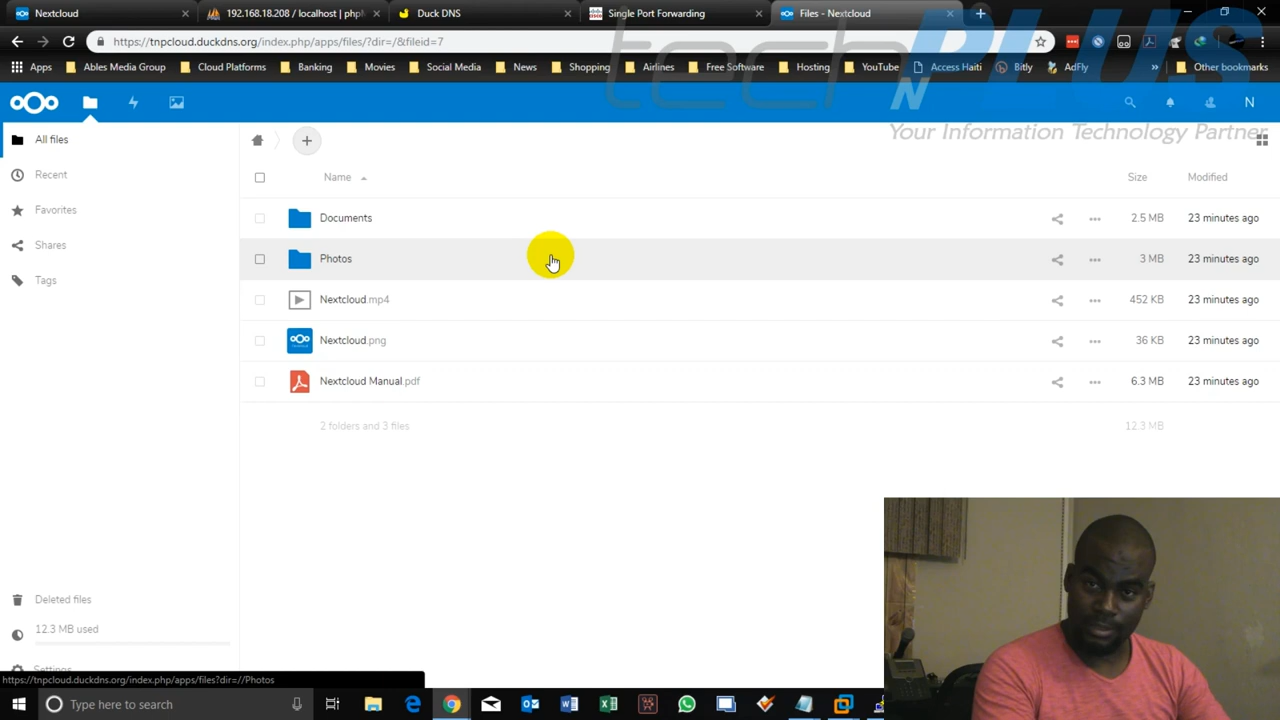 Nextcloud
192.168.18.208 / localhost | php
Duck DNS
Single Port Forwarding
Files - Nextcloud
https://tnpcloud.duckdns.org/index.php/apps/files/?dir=/&fileid=7
Apps
Ables Media Group
Cloud Platforms
Banking
Movies
Social Media
News
Shopping
Airlines
Free Software
Hosting
YouTube
Access Haiti
Bitly
AdFly
»
Other bookmarks
tech N PLUS
Your Information Technology Partner
N
All files
Recent
Favorites
Shares
Tags
Name
Size
Modified
Documents
2.5 MB
23 minutes ago
Photos
3 MB
23 minutes ago
Nextcloud.mp4
452 KB
23 minutes ago
Nextcloud.png
36 KB
23 minutes ago
Nextcloud Manual.pdf
6.3 MB
23 minutes ago
2 folders and 3 files
12.3 MB
Deleted files
12.3 MB used
Settings
https://tnpcloud.duckdns.org/index.php/apps/files?dir=//Photos
Type here to search